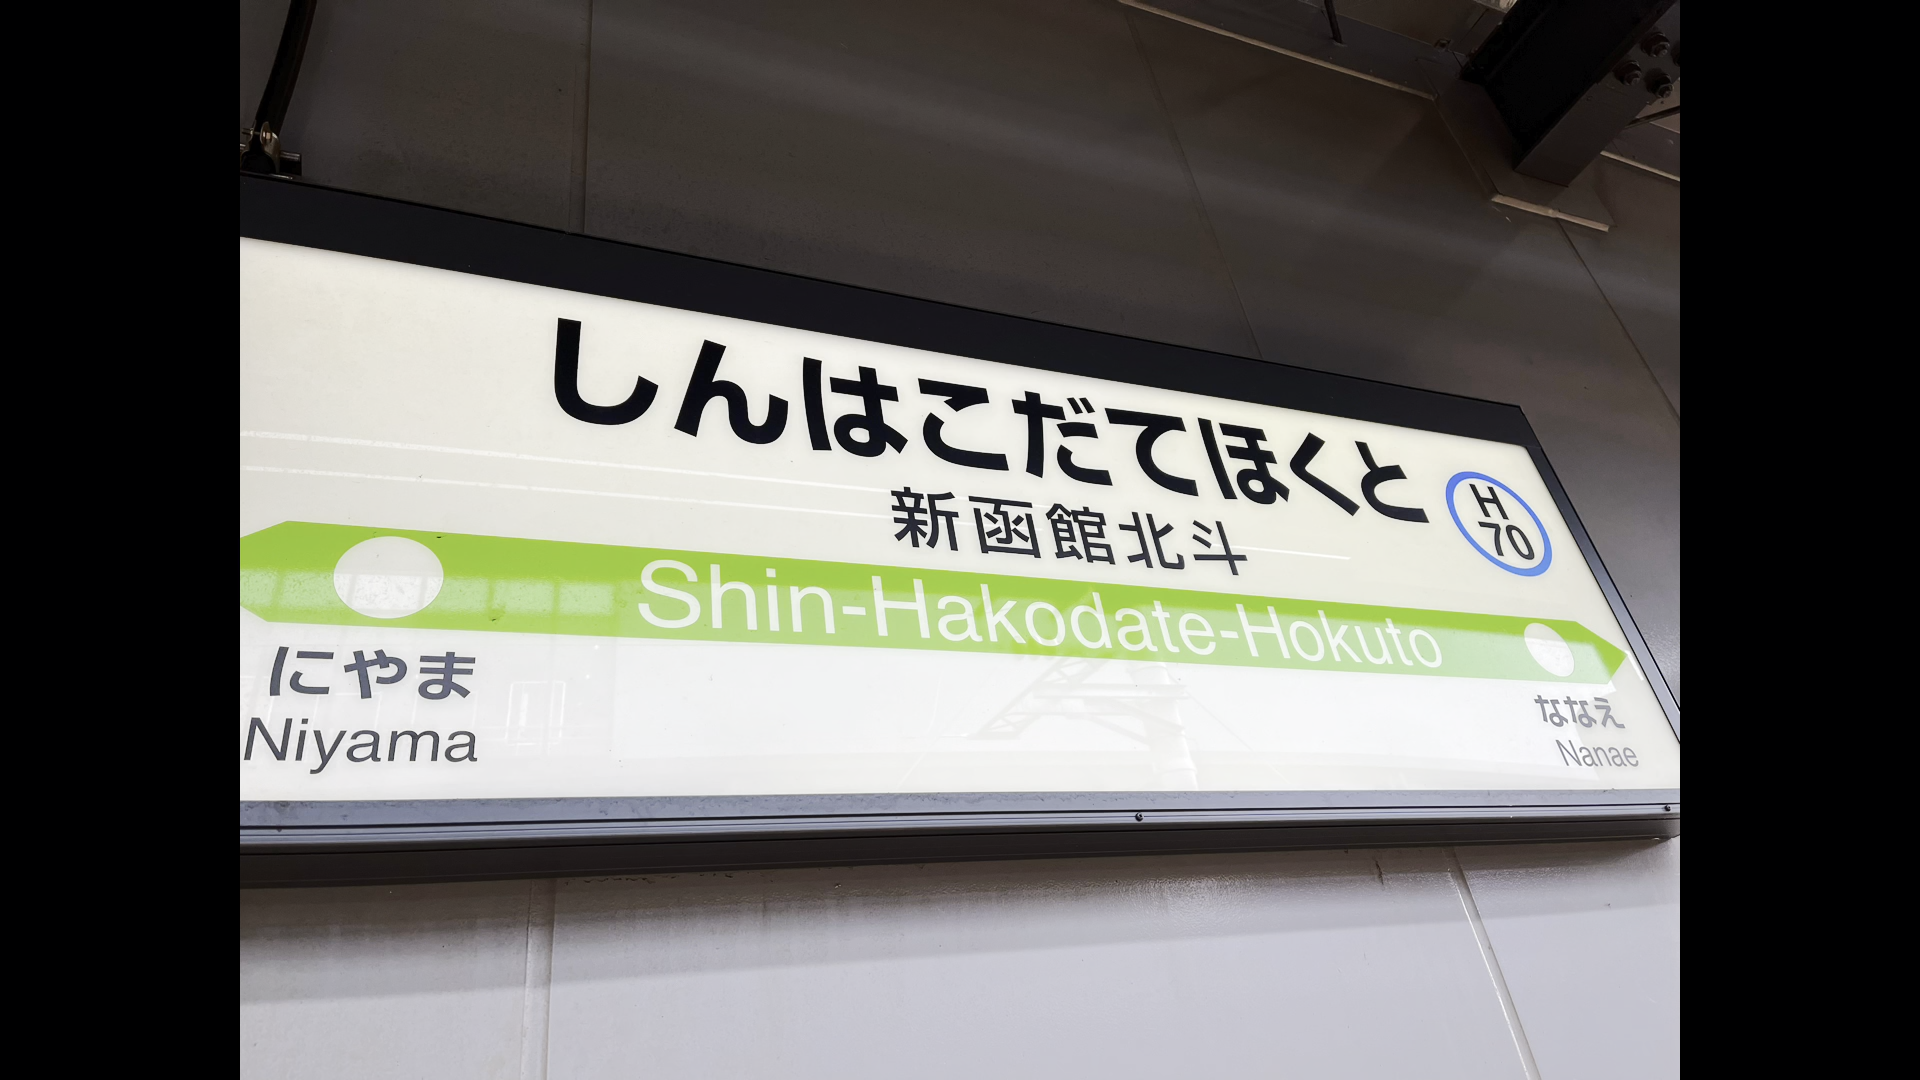 しんはこだてほくと
新函館北斗
H
70
Shin-Hakodate-Hokuto
にやま
Niyama
ななえ
Nanae